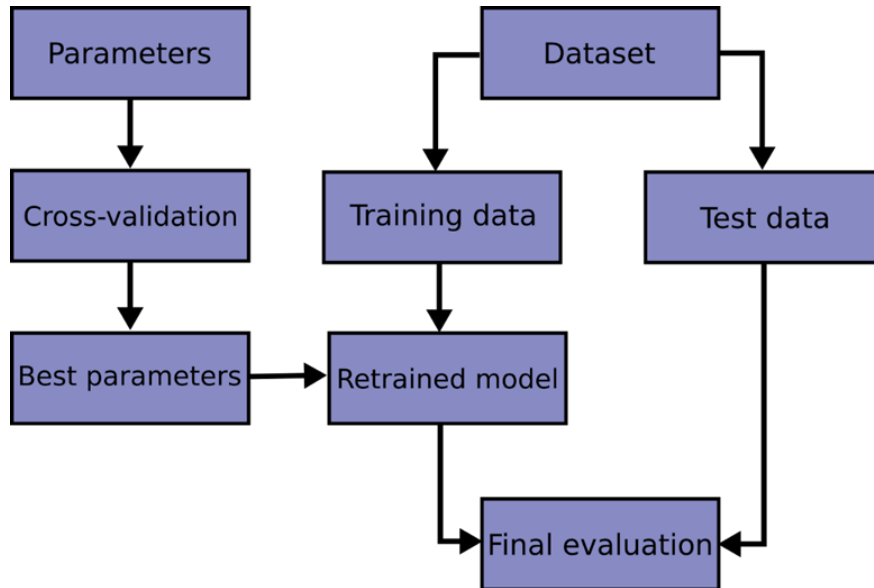 Parameters
Dataset
Cross-validation
Training data
Test data
Best parameters
Retrained model
Final evaluation